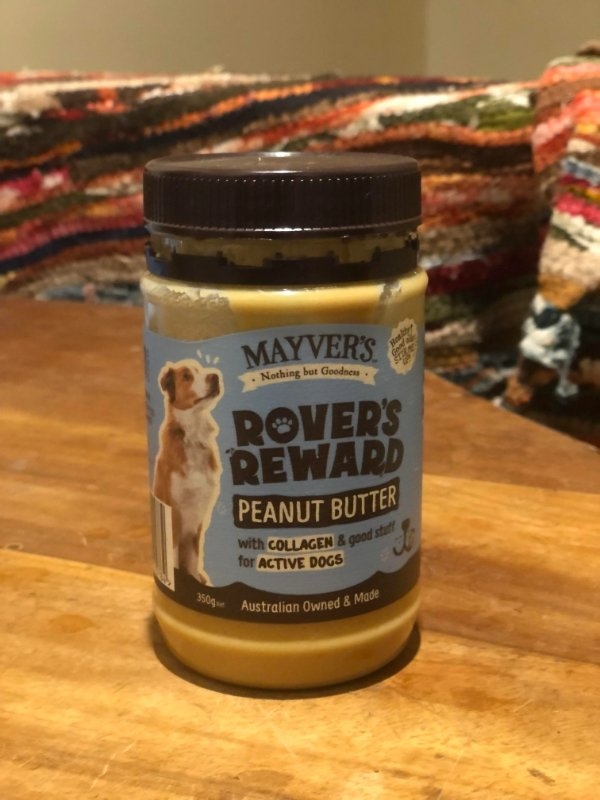 MAYVER'S
Nothing but Goodness
ROVER'S
REWARD
PEANUT BUTTER
with COLLAGEN & good stuff
for ACTIVE DOGS
350g net
Australian Owned & Made